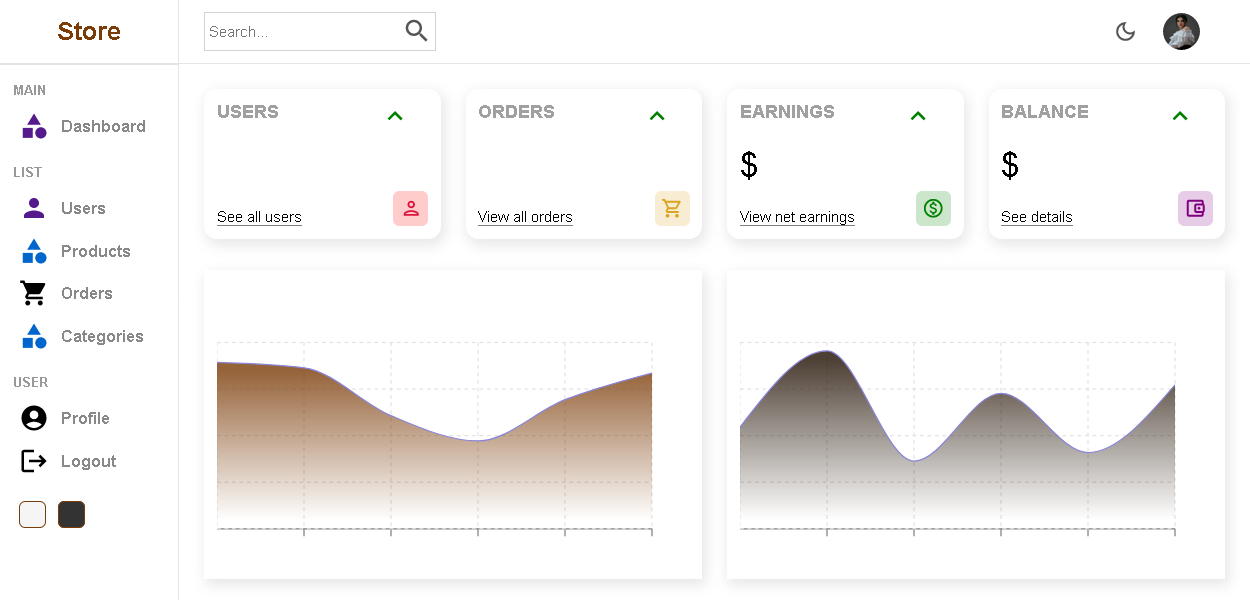 Store
Search...
MAIN
Dashboard
LIST
Users
Products
Orders
Categories
USER
Profile
Logout
USERS
See all users
ORDERS
View all orders
EARNINGS
$
View net earnings
BALANCE
$
See details